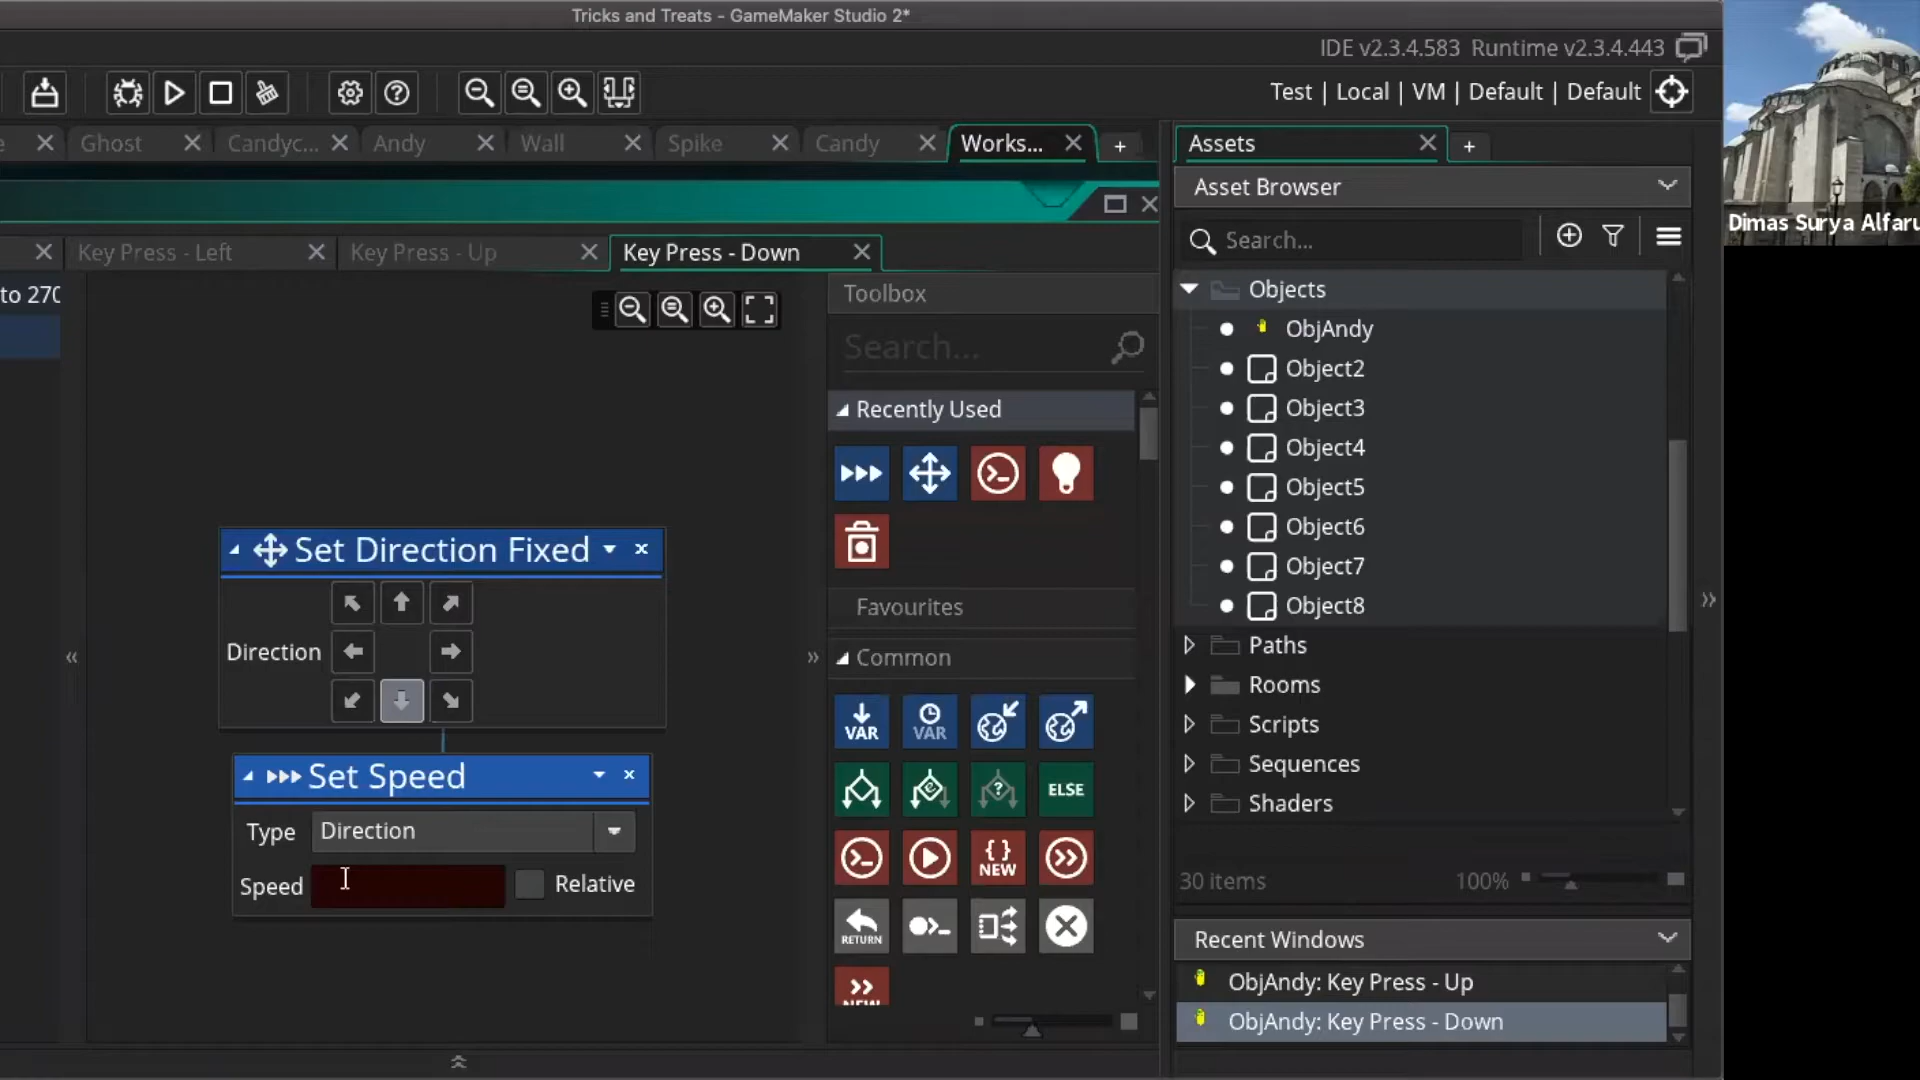 Tricks and Treats - GameMaker Studio 2*
IDE v2.3.4.583 Runtime v2.3.4.443
Test | Local | VM | Default | Default
Ghost
Candyc...
Andy
Wall
Spike
Candy
Works...
Assets
Asset Browser
Search...
Dimas Surya Alfaru
Key Press - Left
Key Press - Up
Key Press - Down
to 270
Toolbox
Search...
Recently Used
Favourites
Common
VAR
VAR
ELSE
NEW
RETURN
NEW
Set Direction Fixed
Direction
Set Speed
Type Direction
Speed
Relative
Objects
ObjAndy
Object2
Object3
Object4
Object5
Object6
Object7
Object8
Paths
Rooms
Scripts
Sequences
Shaders
30 items
100%
Recent Windows
ObjAndy: Key Press - Up
ObjAndy: Key Press - Down